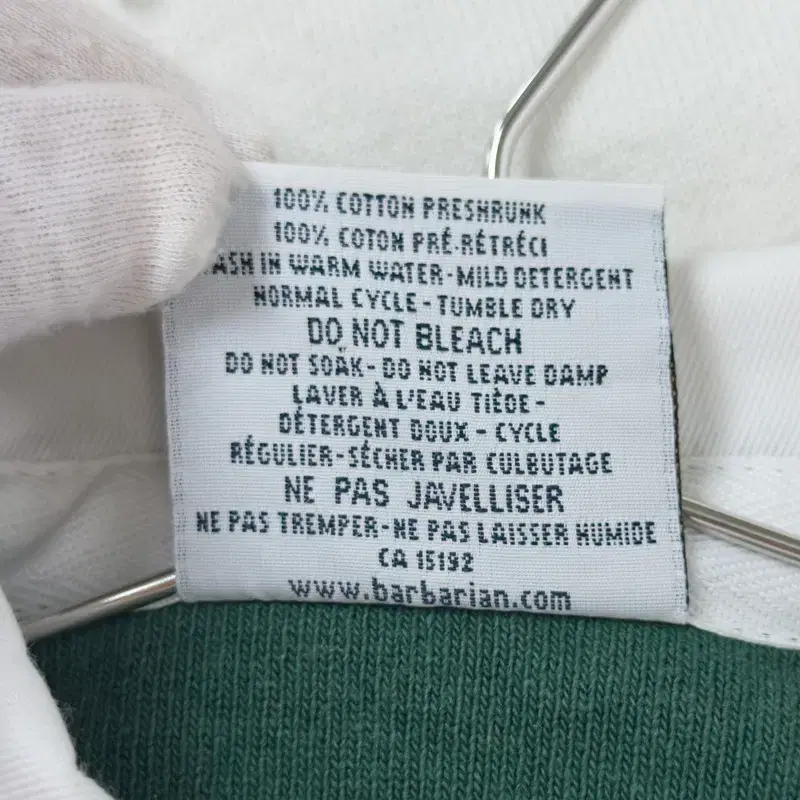 100% COTTON PRESHRUNK
100% COTON PRÉ-RÉTRÉCI
ASH IN WARM WATER-MILD DETERGENT
NORMAL CYCLE-TUMBLE DRY
DO NOT BLEACH
DO NOT SOAK-DO NOT LEAVE DAMP
LAVER À L'EAU TIÈDE-
DÉTERGENT DOUX-CYCLE
RÉGULIER-SÉCHER PAR CULBUTAGE
NE PAS JAVELLISER
NE PAS TREMPER-NE PAS LAISSER HUMIDE
CA 15192
www.barbarian.com